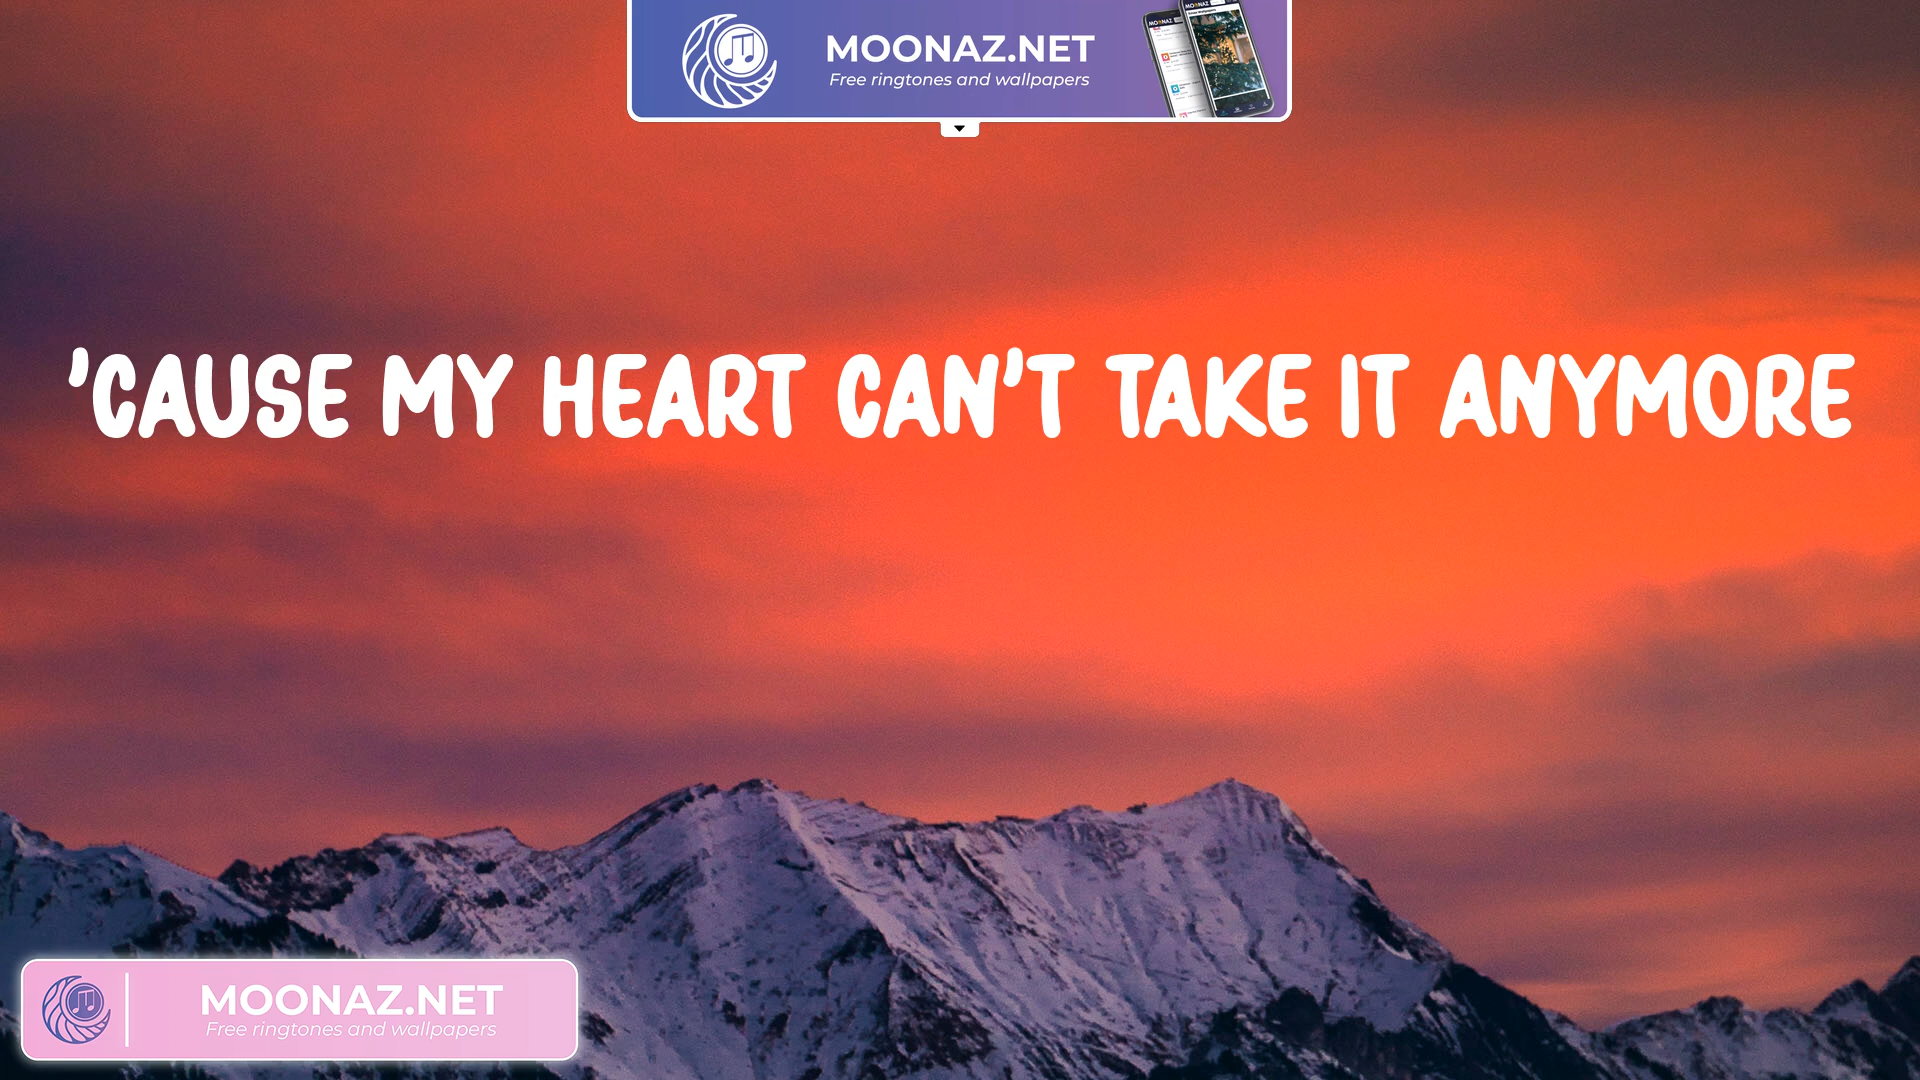 MOONAZ.NET
Free ringtones and wallpapers
'CAUSE MY HEART CAN'T TAKE IT ANYMORE
MOONAZ.NET
Free ringtones and wallpapers